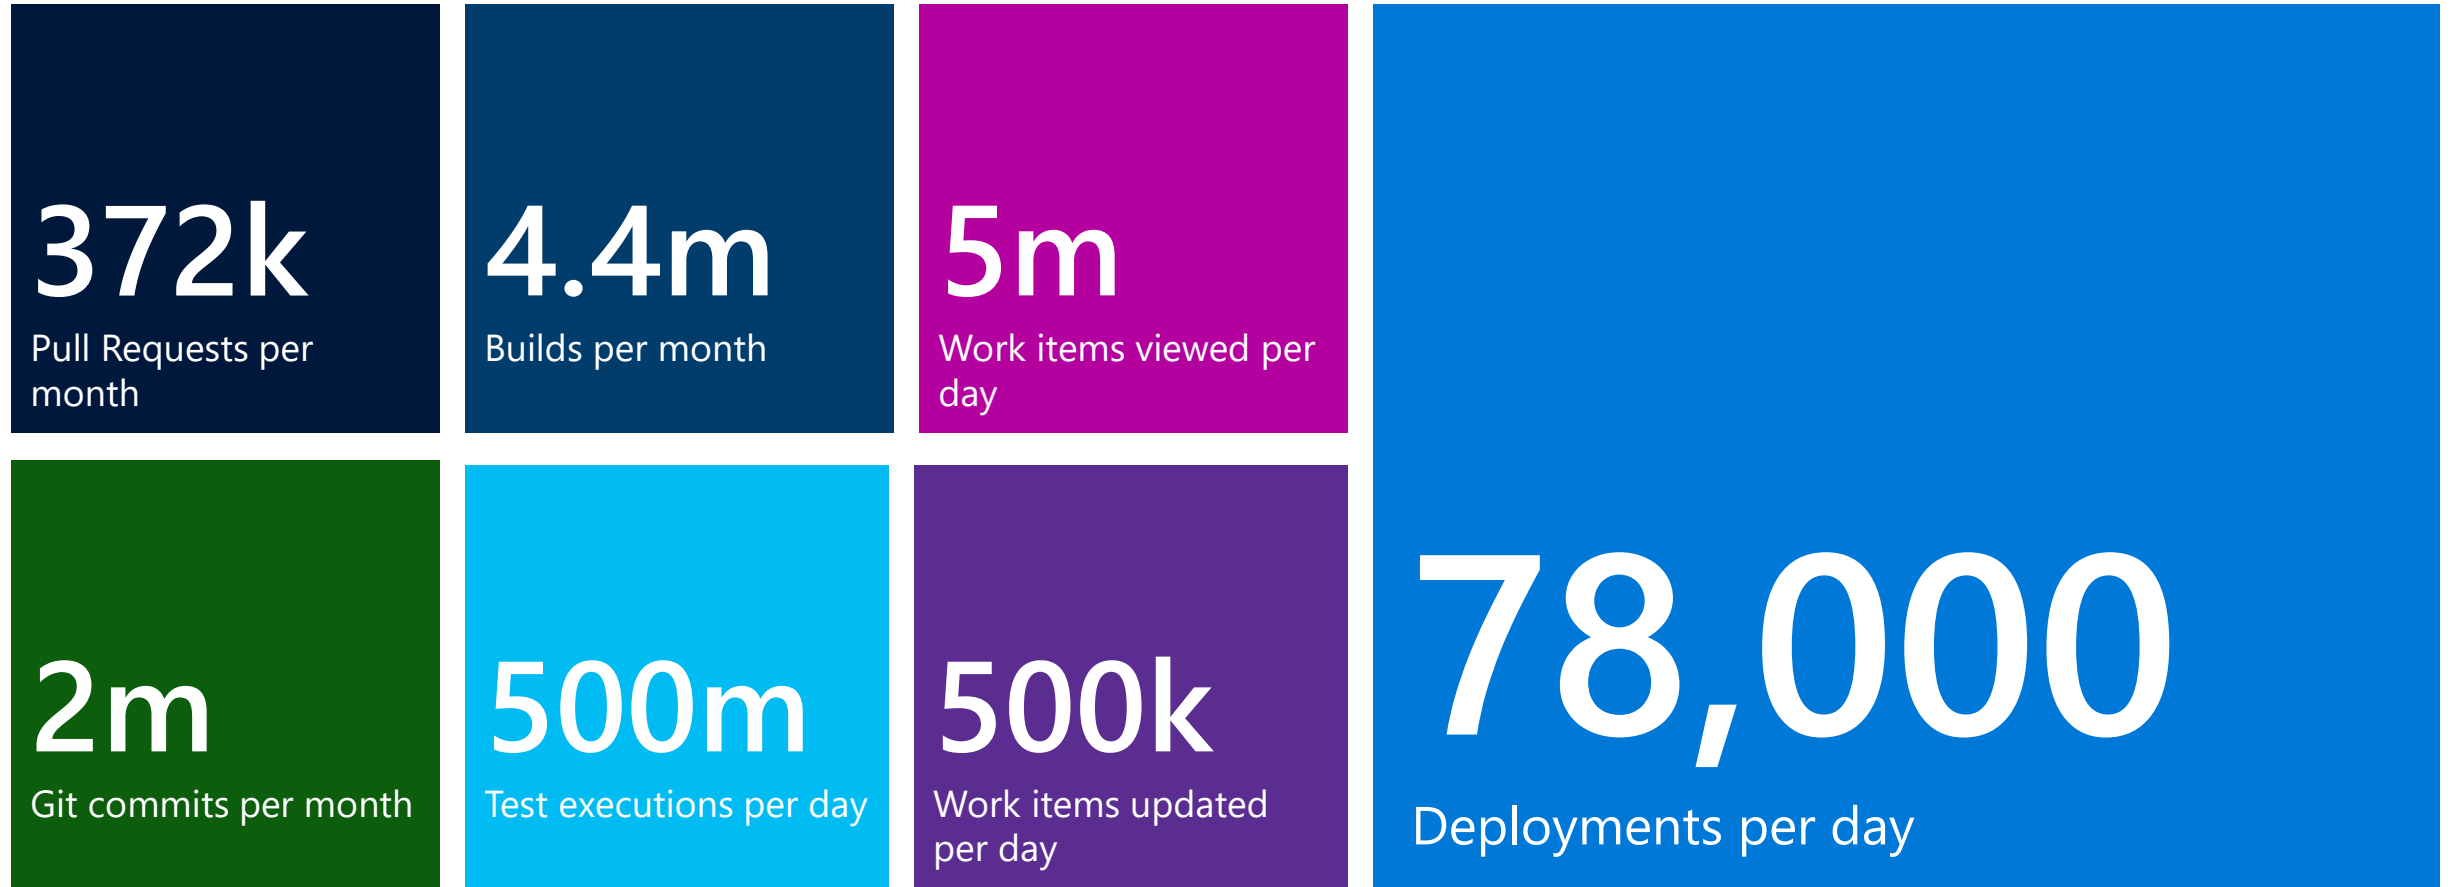 372k
Pull Requests per
month
4.4m
Builds per month
5m
Work items viewed per
day
2m
Git commits per month
500m
Test executions per day
500k
Work items updated
per day
78,000
Deployments per day